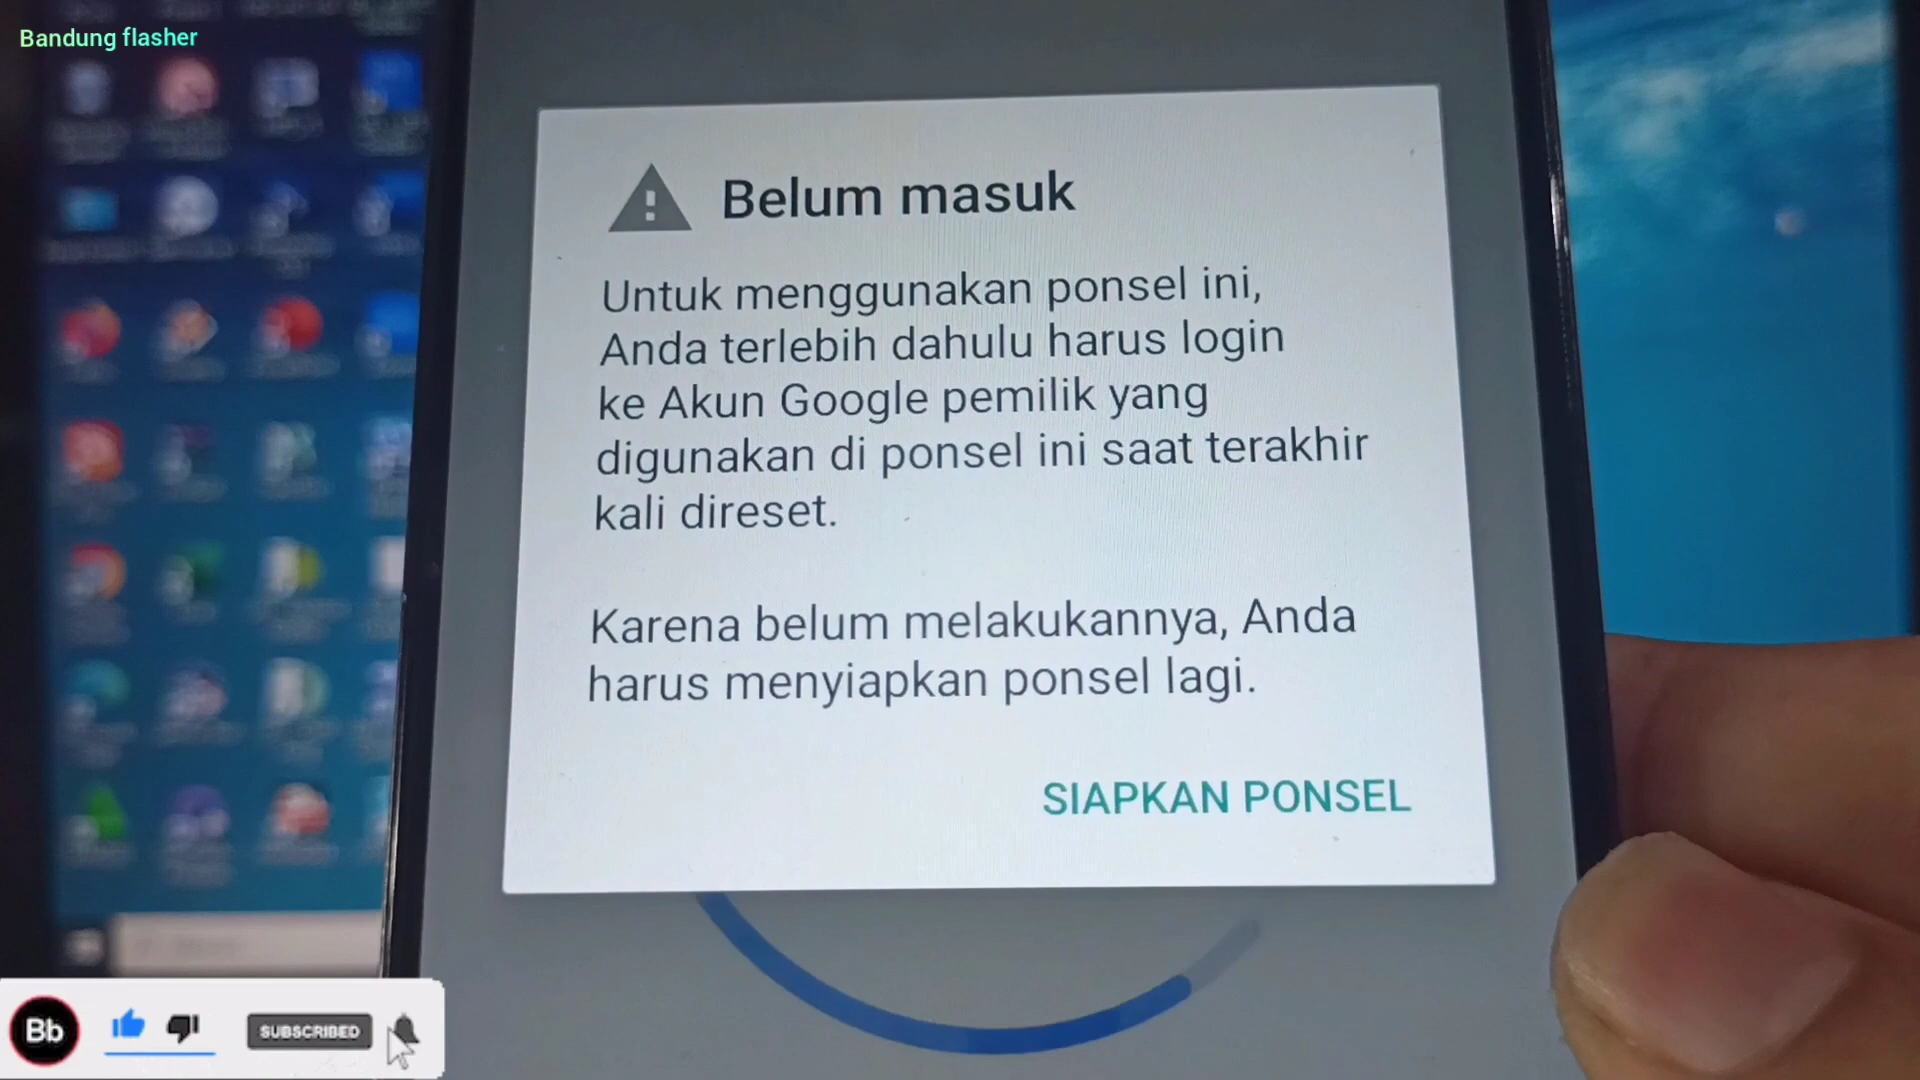 Bandung flasher
Belum masuk
Untuk menggunakan ponsel ini,
Anda terlebih dahulu harus login
ke Akun Google pemilik yang
digunakan di ponsel ini saat terakhir
kali direset.
Karena belum melakukannya, Anda
harus menyiapkan ponsel lagi.
SIAPKAN PONSEL
Bb
SUBSCRIBED